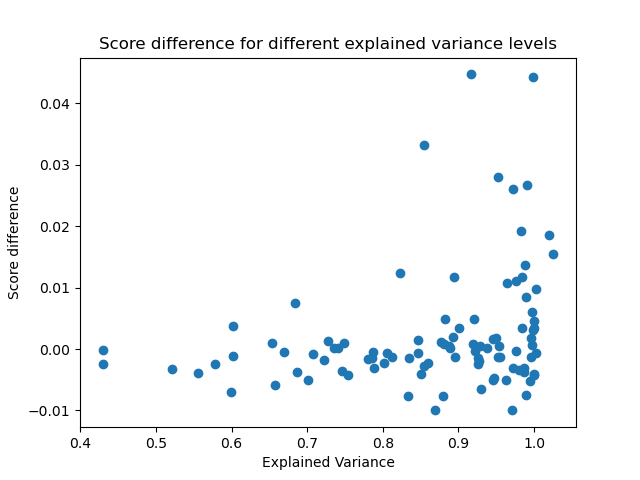 Score difference for different explained variance levels
Score difference
0.04
0.03
0.02
0.01
0.00
−0.01
0.4 0.5 0.6 0.7 0.8 0.9 1.0
Explained Variance